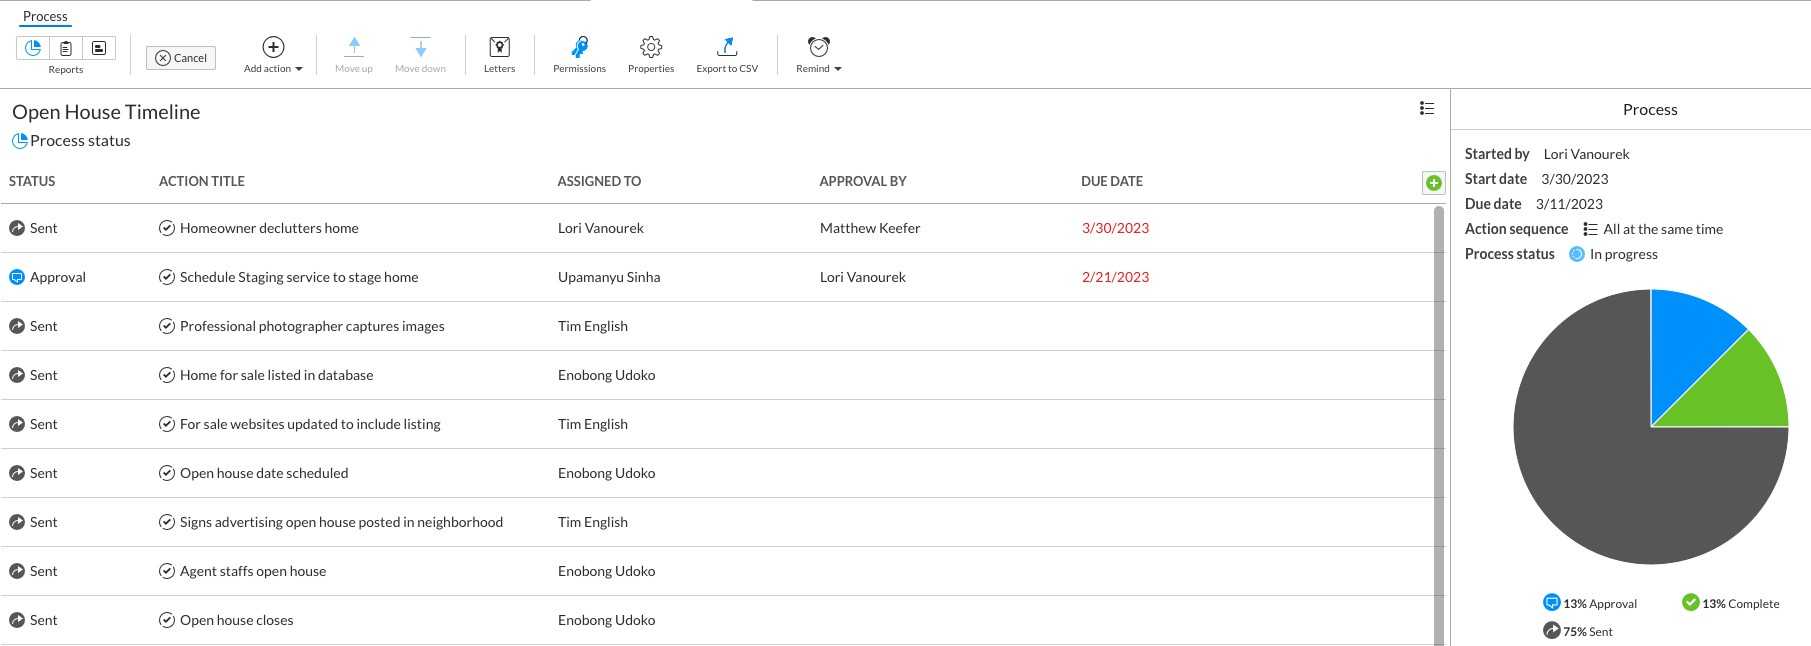 Process
Reports
Cancel
Add action
Move up
Move down
Letters
Permissions
Properties
Export to CSV
Remind
Open House Timeline
Process status
STATUS ACTION TITLE ASSIGNED TO APPROVAL BY DUE DATE
Sent Homeowner declutters home Lori Vanourek Matthew Keefer 3/30/2023
Approval Schedule Staging service to stage home Upamanyu Sinha Lori Vanourek 2/21/2023
Sent Professional photographer captures images Tim English
Sent Home for sale listed in database Enobong Udoko
Sent For sale websites updated to include listing Tim English
Sent Open house date scheduled Enobong Udoko
Sent Signs advertising open house posted in neighborhood Tim English
Sent Agent staffs open house Enobong Udoko
Sent Open house closes Enobong Udoko
Process
Started by Lori Vanourek
Start date 3/30/2023
Due date 3/11/2023
Action sequence All at the same time
Process status In progress
13% Approval 13% Complete
75% Sent